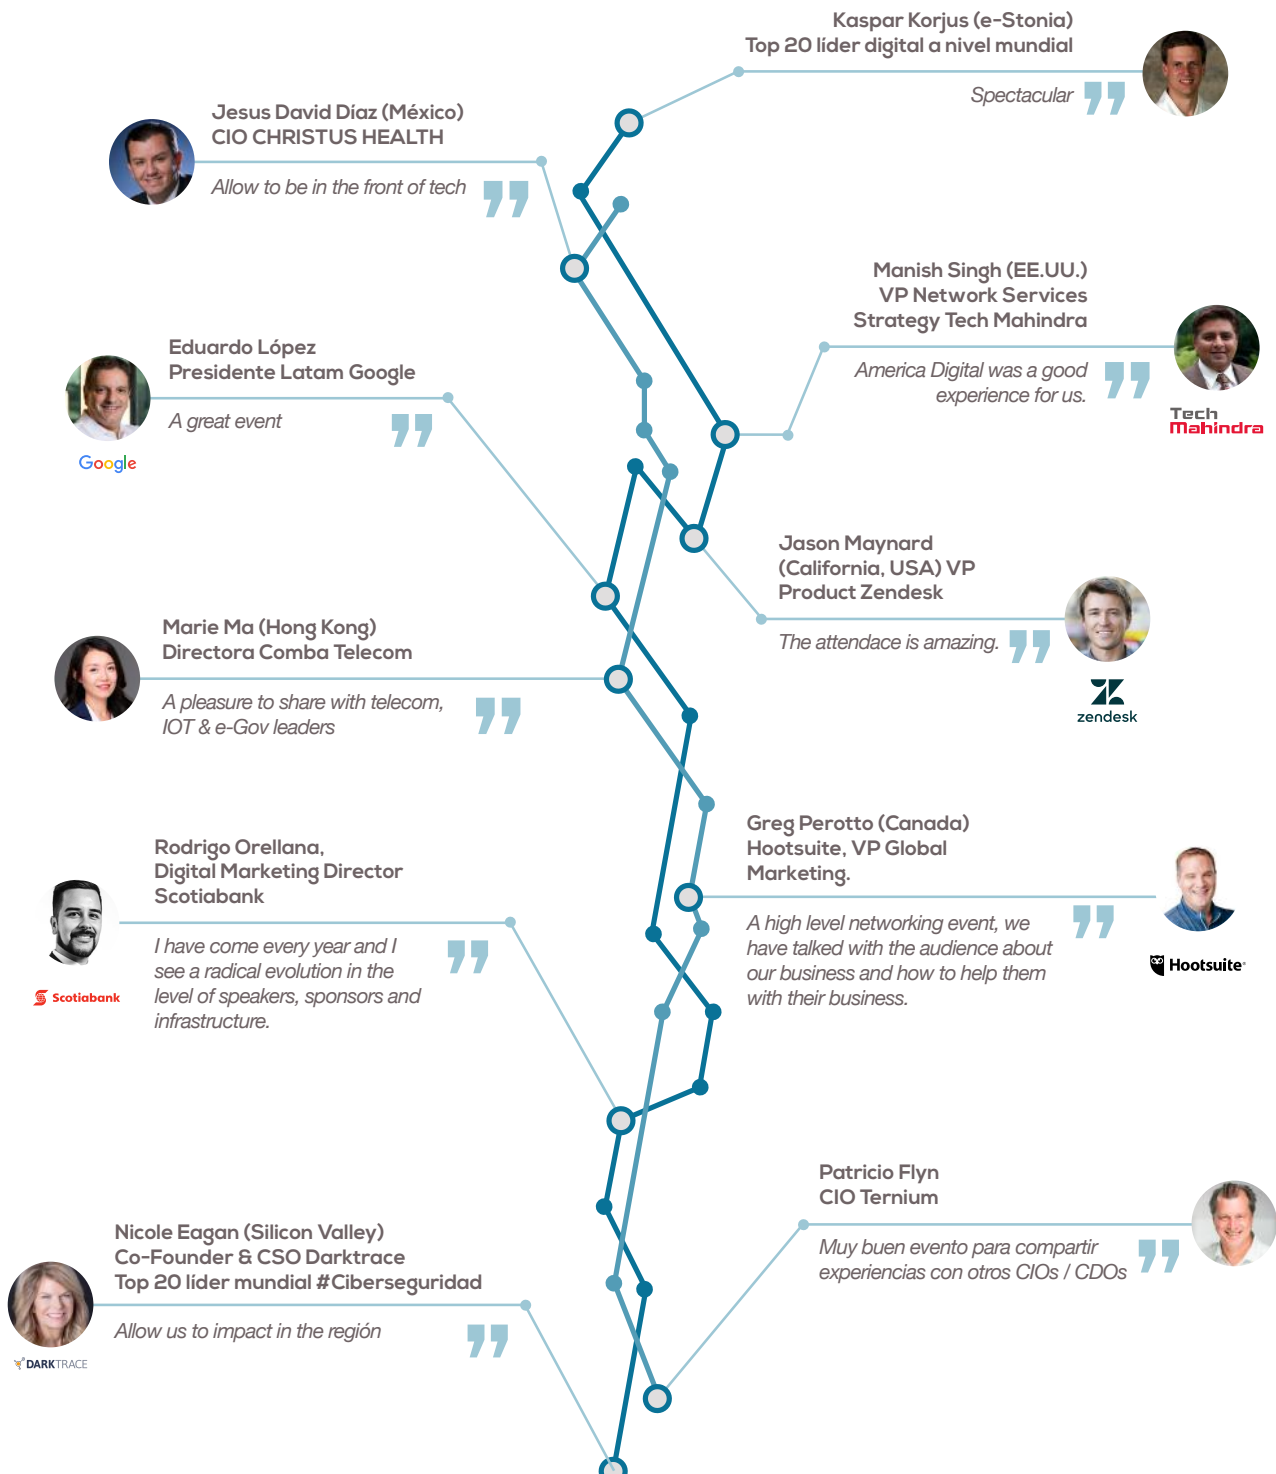 Kaspar Korjus (e-Stonia)
Top 20 líder digital a nivel mundial
Spectacular
Jesus David Díaz (México)
CIO CHRISTUS HEALTH
Allow to be in the front of tech
Manish Singh (EE.UU.)
VP Network Services
Strategy Tech Mahindra
America Digital was a good
experience for us.
Tech
Mahindra
Eduardo López
Presidente Latam Google
A great event
Google
Jason Maynard
(California, USA) VP
Product Zendesk
The attendace is amazing.
zendesk
Marie Ma (Hong Kong)
Directora Comba Telecom
A pleasure to share with telecom,
IOT & e-Gov leaders
Greg Perotto (Canada)
Hootsuite, VP Global
Marketing.
A high level networking event, we
have talked with the audience about
our business and how to help them
with their business.
Hootsuite
Rodrigo Orellana,
Digital Marketing Director
Scotiabank
I have come every year and I
see a radical evolution in the
level of speakers, sponsors and
infrastructure.
Scotiabank
Patricio Flyn
CIO Ternium
Muy buen evento para compartir
experiencias con otros CIOs / CDOs
Nicole Eagan (Silicon Valley)
Co-Founder & CSO Darktrace
Top 20 líder mundial #Ciberseguridad
Allow us to impact in the región
DARKTRACE